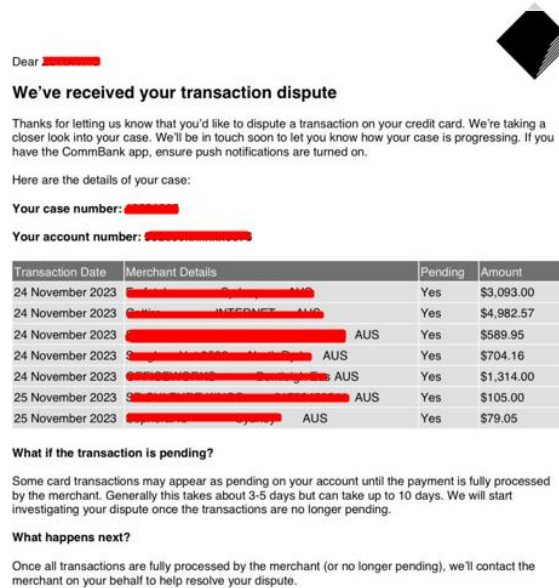 Dear
We've received your transaction dispute
Thanks for letting us know that you'd like to dispute a transaction on your credit card. We're taking a
closer look into your case. We'll be in touch soon to let you know how your case is progressing. If you
have the CommBank app, ensure push notifications are turned on.
Here are the details of your case:
Your case number:
Your account number:
Transaction Date Merchant Details Pending Amount
24 November 2023 Yes $3,093.00
24 November 2023 INTERNET AUS Yes $4,982.57
24 November 2023 AUS Yes $589.95
24 November 2023 AUS Yes $704.16
24 November 2023 AUS Yes $1,314.00
25 November 2023 AUS Yes $105.00
25 November 2023 AUS Yes $79.05
What if the transaction is pending?
Some card transactions may appear as pending on your account until the payment is fully processed
by the merchant. Generally this takes about 3-5 days but can take up to 10 days. We will start
investigating your dispute once the transactions are no longer pending.
What happens next?
Once all transactions are fully processed by the merchant (or no longer pending), we'll contact the
merchant on your behalf to help resolve your dispute.